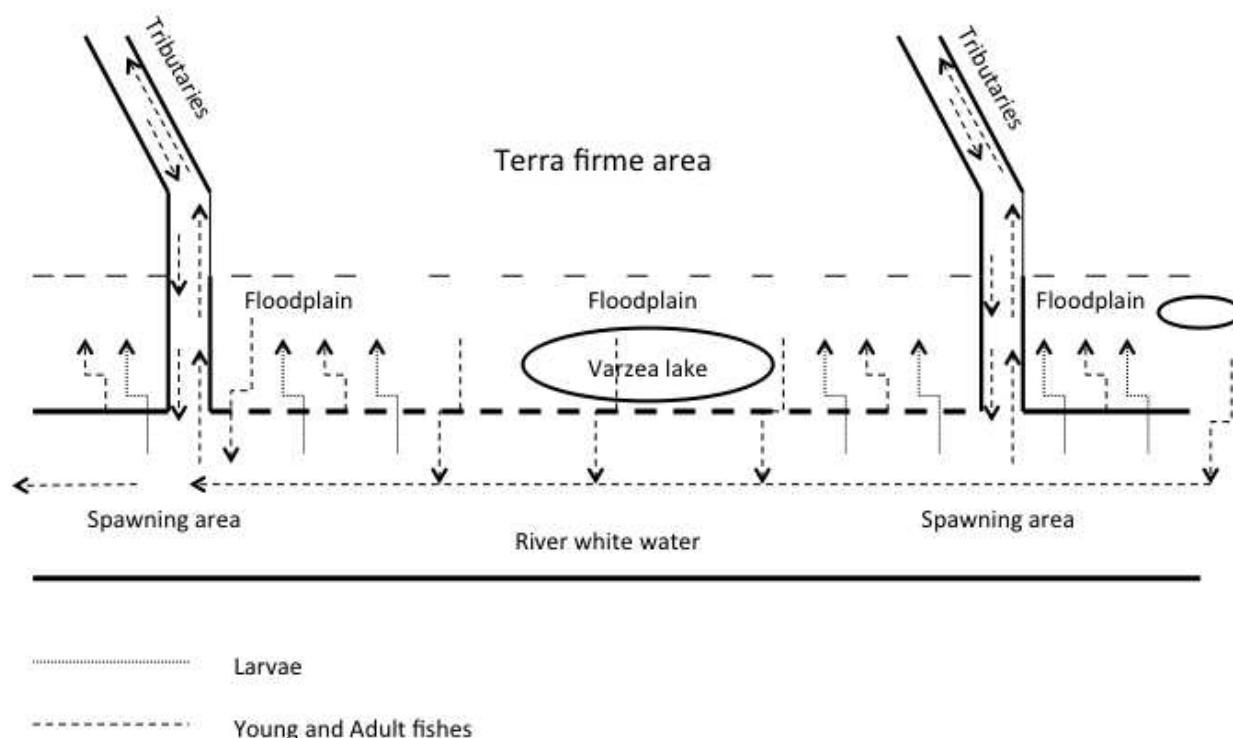 Tributaries
Tributaries
Terra firme area
Floodplain
Floodplain
Floodplain
Varzea lake
Spawning area
Spawning area
River white water
Larvae
Young and Adult fishes